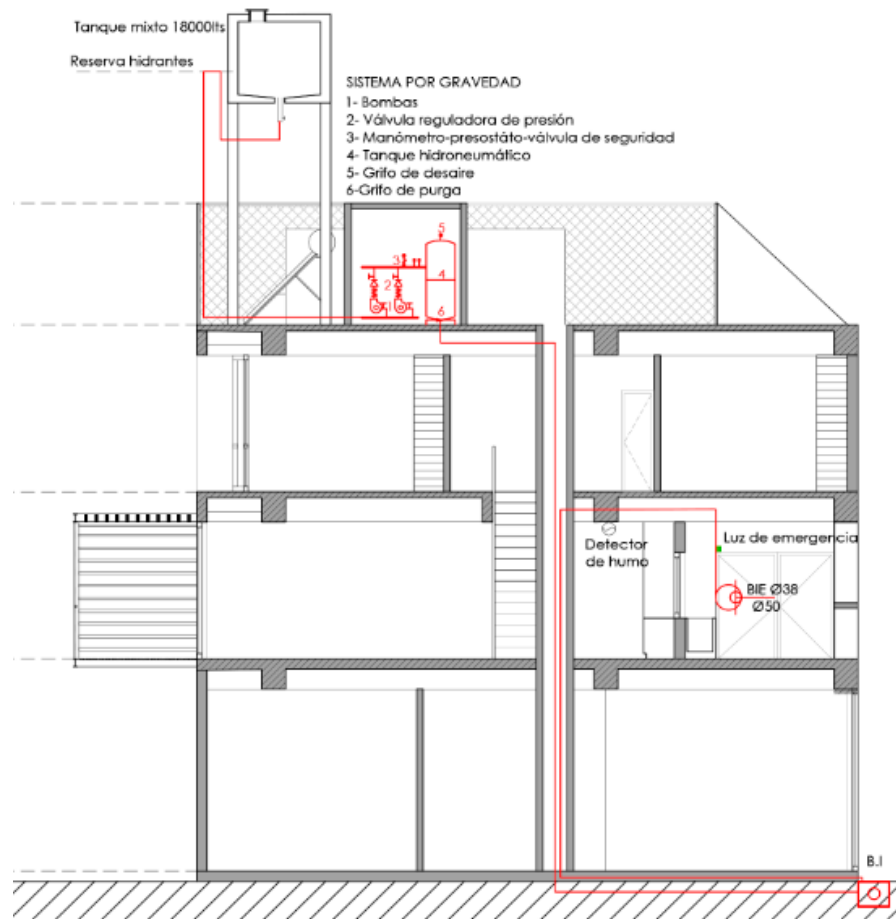 Tanque mixto 18000lts
Reserva hidrantes
SISTEMA POR GRAVEDAD
1- Bombas
2- Válvula reguladora de presión
3- Manómetro-presostáto-válvula de seguridad
4- Tanque hidroneumático
5- Grifo de desaire
6-Grifo de purga
5
3
4
2
1
6
Detector
de humo
Luz de emergencia
BIE Ø38
Ø50
B.I